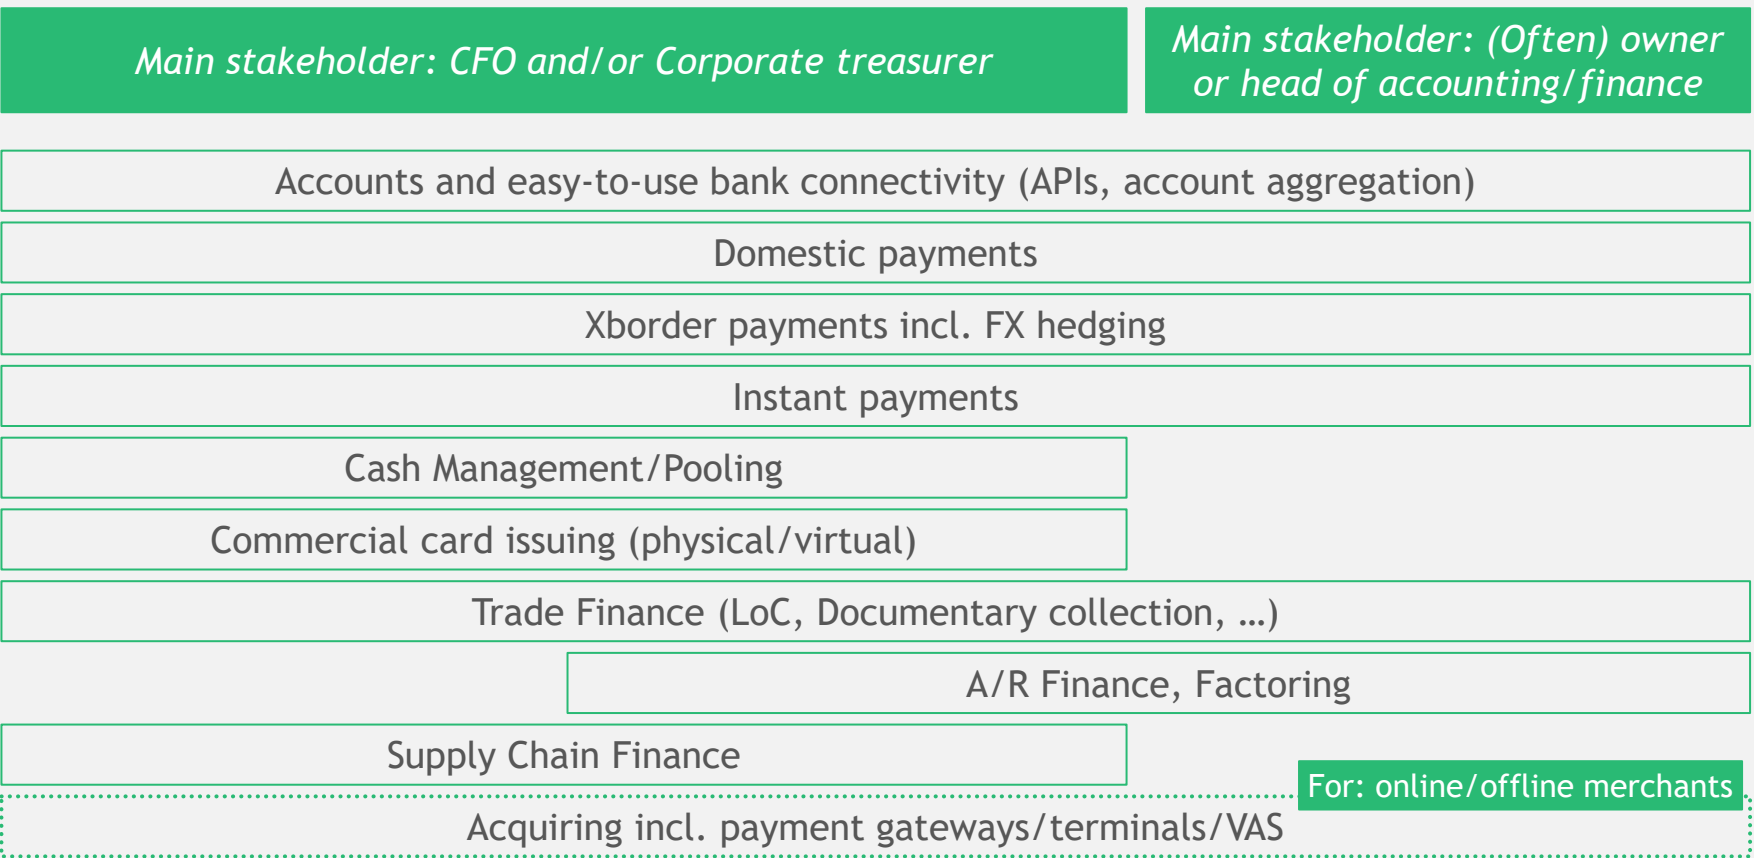 Main stakeholder: CFO and/or Corporate treasurer
Main stakeholder: (Often) owner
or head of accounting/finance
Accounts and easy-to-use bank connectivity (APIs, account aggregation)
Domestic payments
Xborder payments incl. FX hedging
Instant payments
Cash Management/Pooling
Commercial card issuing (physical/virtual)
Trade Finance (LoC, Documentary collection, …)
A/R Finance, Factoring
Supply Chain Finance
For: online/offline merchants
Acquiring incl. payment gateways/terminals/VAS